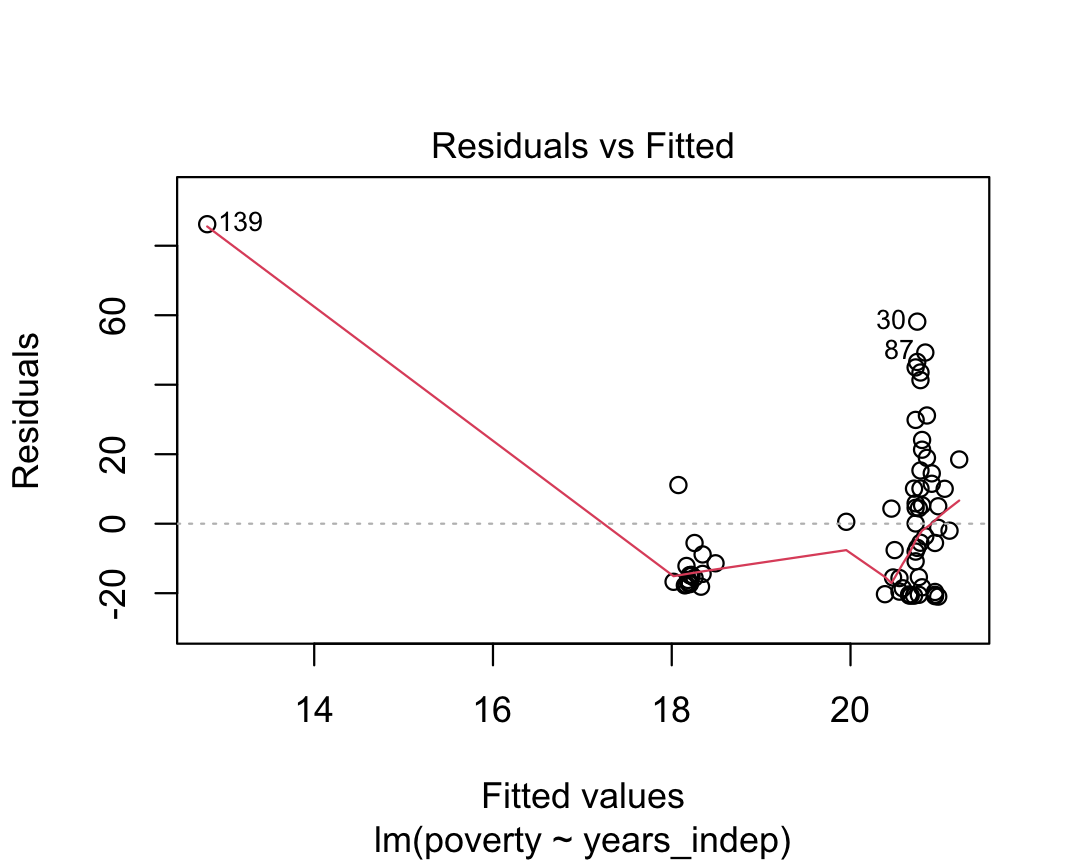 Residuals vs Fitted
139
30
87
60
20
0
-20
Residuals
14 16 18 20
Fitted values
lm(poverty ~ years_indep)